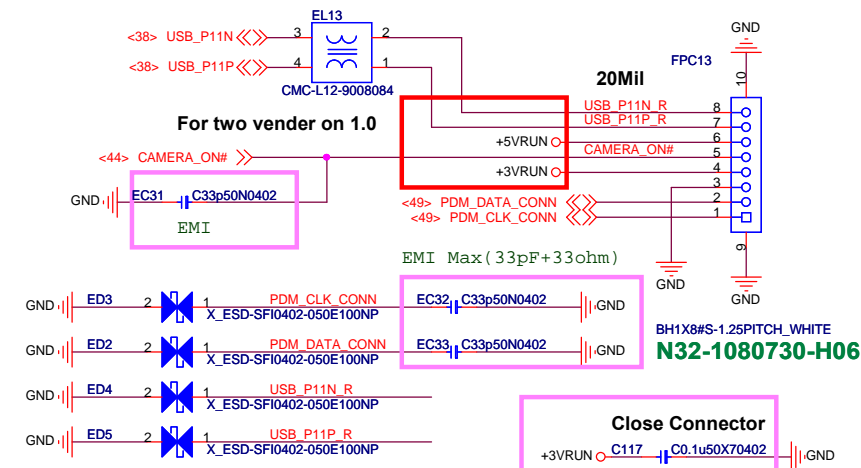 EL13
<38> USB_P11N 3 2
<38> USB_P11P 4 1
CMC-L12-9008084
GND
FPC13
10
20Mil
For two vender on 1.0
USB_P11N_R 8
USB_P11P_R 7
+5VRUN 6
<44> CAMERA_ON# CAMERA_ON# 5
+3VRUN 4
3
<49> PDM_DATA_CONN 2
<49> PDM_CLK_CONN 1
GND EC31 C33p50N0402
EMI
9
EMI Max(33pF+33ohm)
GND
GND
GND ED3 2 1 PDM_CLK_CONN EC32 C33p50N0402 GND
X_ESD-SFI0402-050E100NP
BH1X8#S-1.25PITCH_WHITE
N32-1080730-H06
GND ED2 2 1 PDM_DATA_CONN EC33 C33p50N0402 GND
X_ESD-SFI0402-050E100NP
GND ED4 2 1 USB_P11N_R
X_ESD-SFI0402-050E100NP
GND ED5 2 1 USB_P11P_R
X_ESD-SFI0402-050E100NP
Close Connector
+3VRUN C117 C0.1u50X70402 GND